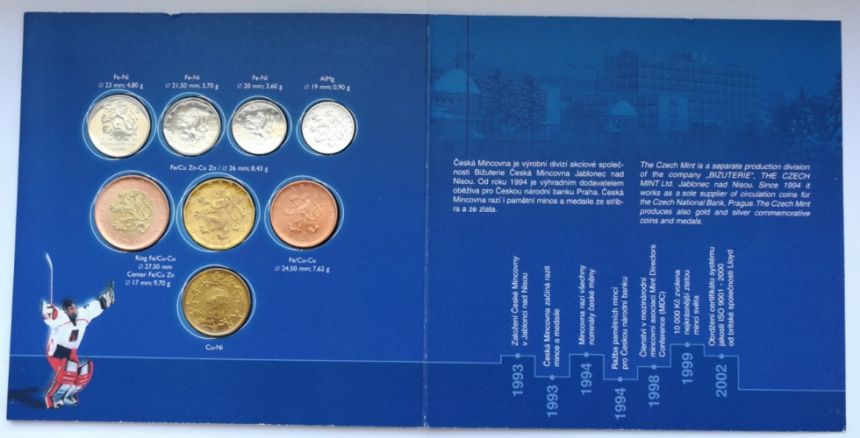 Fe-Ni
∅ 23 mm; 4,80 g
Fe-Ni
∅ 21,50 mm; 3,70 g
Fe-Ni
∅ 20 mm; 3,60 g
AlMg
∅ 19 mm; 0,90 g
Fe/Cu Zn-Cu Zn / ∅ 26 mm; 8,43 g
Ring Fe/Cu-Cu
∅ 27,50 mm
Center Fe/Cu Zn
∅ 17 mm; 9,70 g
Fe/Cu-Cu
∅ 24,50 mm; 7,62 g
Cu-Ni
Česká Mincovna je výrobní divizí akciové společ-
nosti Bižuterie Česká Mincovna Jablonec nad
Nisou. Od roku 1994 je výhradním dodavatelem
oběživa pro Českou národní banku Praha. Česká
Mincovna razí i pamětní mince a medaile ze stříb-
ra a ze zlata.
The Czech Mint is a separate production division
of the company „BIZUTERIE", THE CZECH
MINT Ltd. Jablonec nad Nisou. Since 1994 it
works as a sole supplier of circulation coins for
the Czech National Bank, Prague. The Czech Mint
produces also gold and silver commemorative
coins and medals.
Založení České Mincovny
v Jablonci nad Nisou
1993
Česká Mincovna začíná razit
mince a medaile
1993
Mincovna razí všechny
nominály české měny
1994
Ražba pamětních mincí
pro Českou národní banku
1994
Členství v mezinárodní
mincovní asociaci Mint Directors
Conference (MDC)
1998
10 000 Kč zvolena
nejkrásnější zlatou
mincí světa
1999
Obdržení certifikátu systému
jakosti ISO 9001 - 2000
od britské společnosti Lloyd
2002